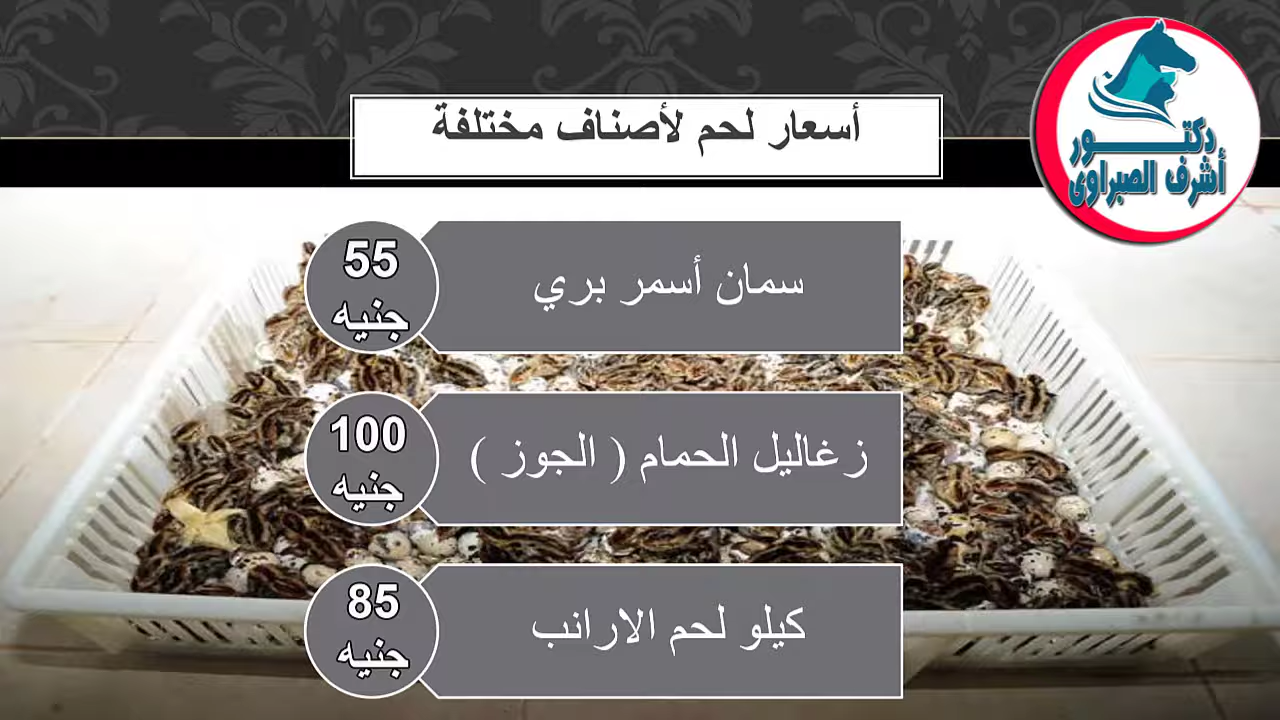 أسعار لحم لأصناف مختلفة
دكتـــور
أشرف الصبراوى
سمان أسمر بري
55
جنيه
زغاليل الحمام ( الجوز )
100
جنيه
كيلو لحم الارانب
85
جنيه